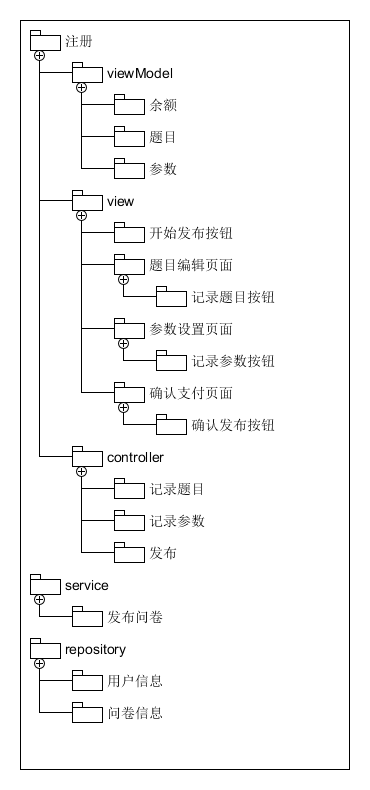 注册
viewModel
余额
题目
参数
view
开始发布按钮
题目编辑页面
记录题目按钮
参数设置页面
记录参数按钮
确认支付页面
确认发布按钮
controller
记录题目
记录参数
发布
service
发布问卷
repository
用户信息
问卷信息